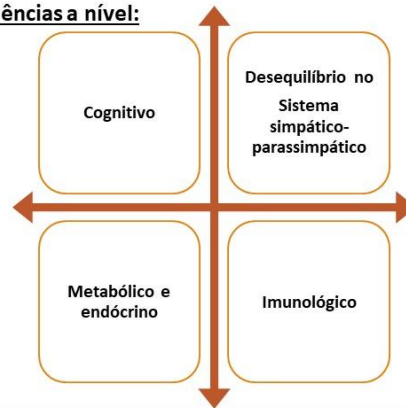 ências a nível:
Cognitivo
Desequilíbrio no
Sistema
simpático-
parassimpático
Metabólico e
endócrino
Imunológico